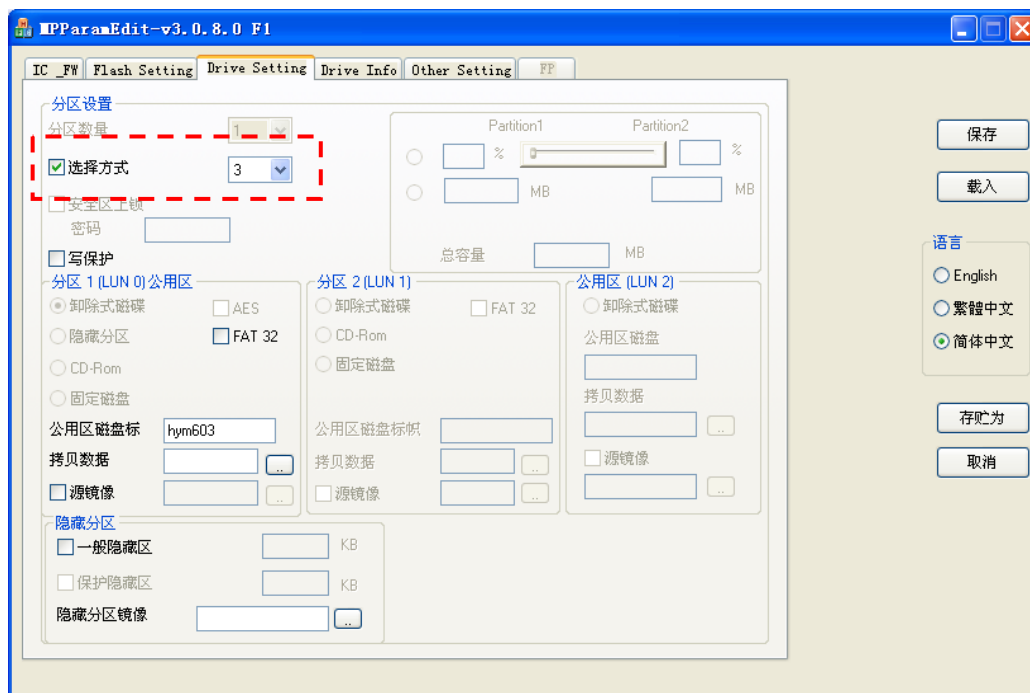 MPParamEdit-v3.0.8.0 F1
IC _FW Flash Setting Drive Setting Drive Info Other Setting FP
分区设置
分区数量 1
选择方式 3
安全区上锁
密码
写保护
Partition1 Partition2
% %
MB MB
总容量 MB
分区 1 (LUN 0)公用区
卸除式磁碟 AES
隐藏分区 FAT 32
CD-Rom
固定磁盘
公用区磁盘标 hym603
拷贝数据 ..
源镜像 ..
分区 2 (LUN 1)
卸除式磁碟 FAT 32
CD-Rom
固定磁盘
公用区磁盘标帜
拷贝数据 ..
源镜像 ..
公用区 (LUN 2)
卸除式磁碟
公用区磁盘
拷贝数据
..
源镜像
..
隐藏分区
一般隐藏区 KB
保护隐藏区 KB
隐藏分区镜像 ..
保存
载入
语言
English
繁體中文
简体中文
存贮为
取消